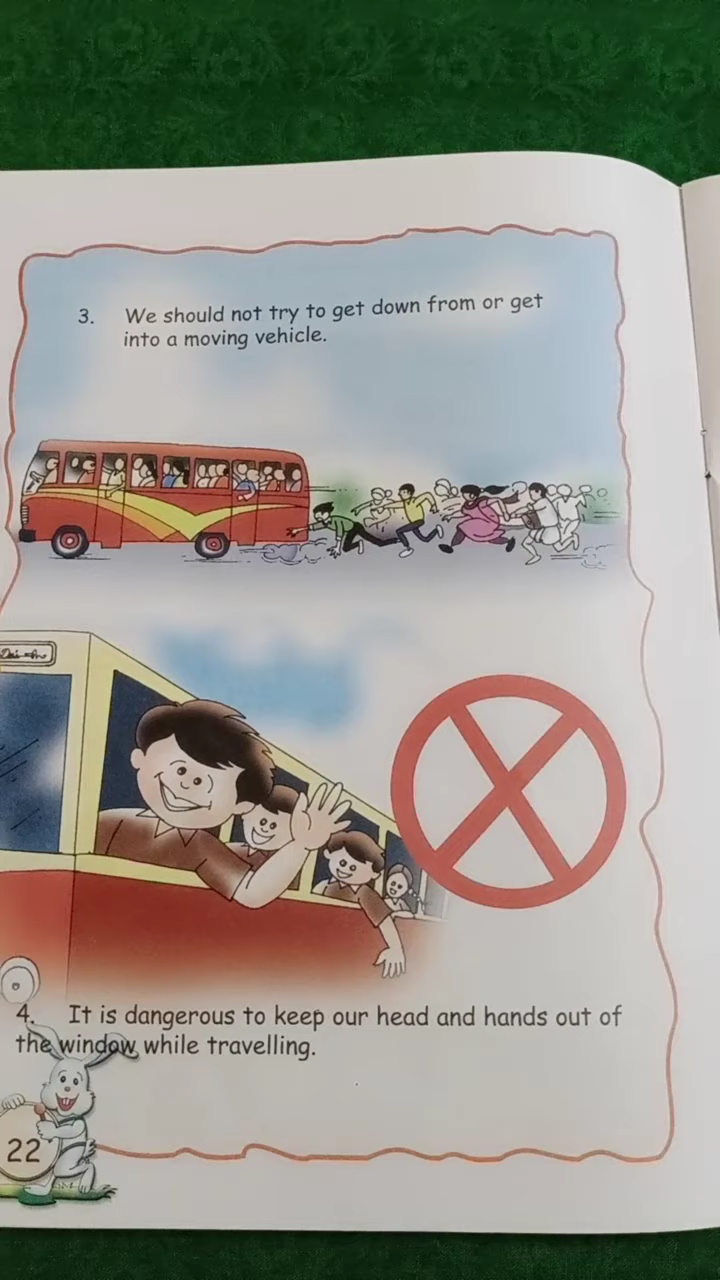 3. We should not try to get down from or get
into a moving vehicle.
4. It is dangerous to keep our head and hands out of
the window while travelling.
22